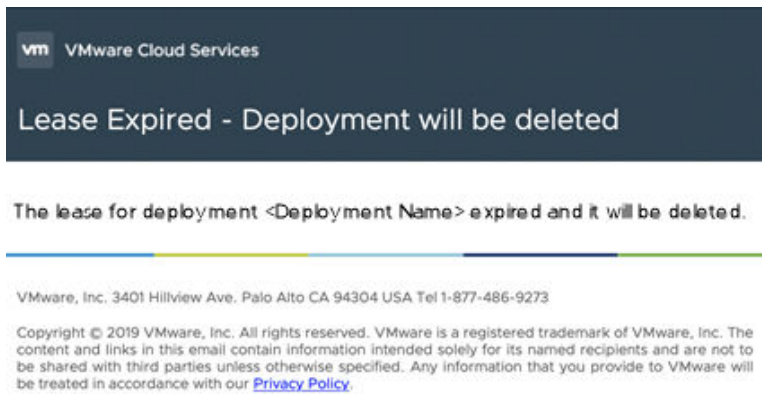 vm VMware Cloud Services
Lease Expired - Deployment will be deleted
The lease for deployment <Deployment Name> expired and it will be deleted.
VMware, Inc. 3401 Hillview Ave. Palo Alto CA 94304 USA Tel 1-877-486-9273
Copyright © 2019 VMware, Inc. All rights reserved. VMware is a registered trademark of VMware, Inc. The
content and links in this email contain information intended solely for its named recipients and are not to
be shared with third parties unless otherwise specified. Any information that you provide to VMware will
be treated in accordance with our Privacy Policy.